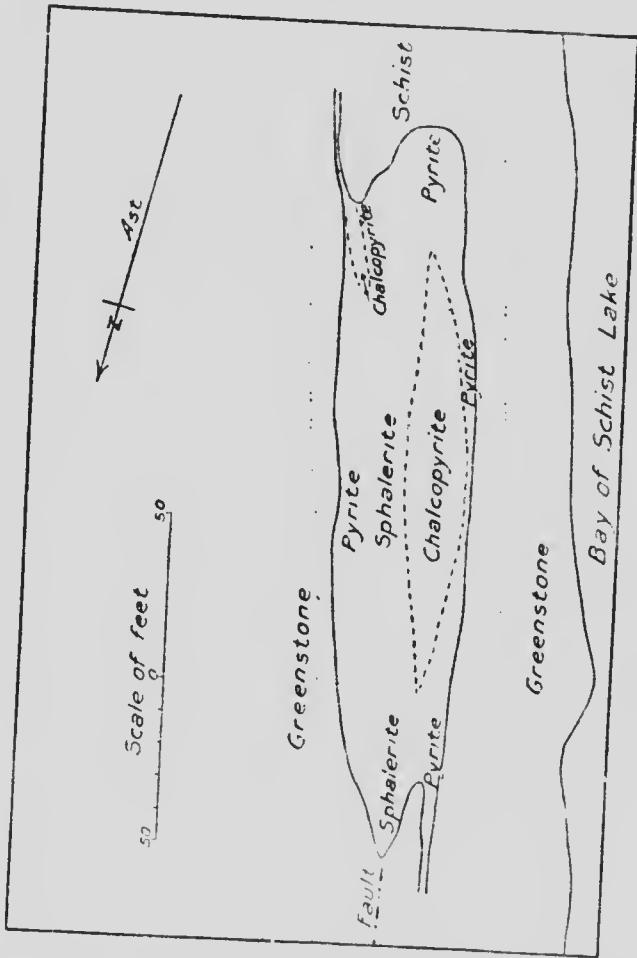 N
Ast
Scale of feet
50 0 50
Greenstone
Pyrite
Fault
Sphalerite
Sphalerite
Chalcopyrite
Schist
Pyrite
Chalcopyrite
Pyrite
Pyrite
Greenstone
Bay of Schist Lake